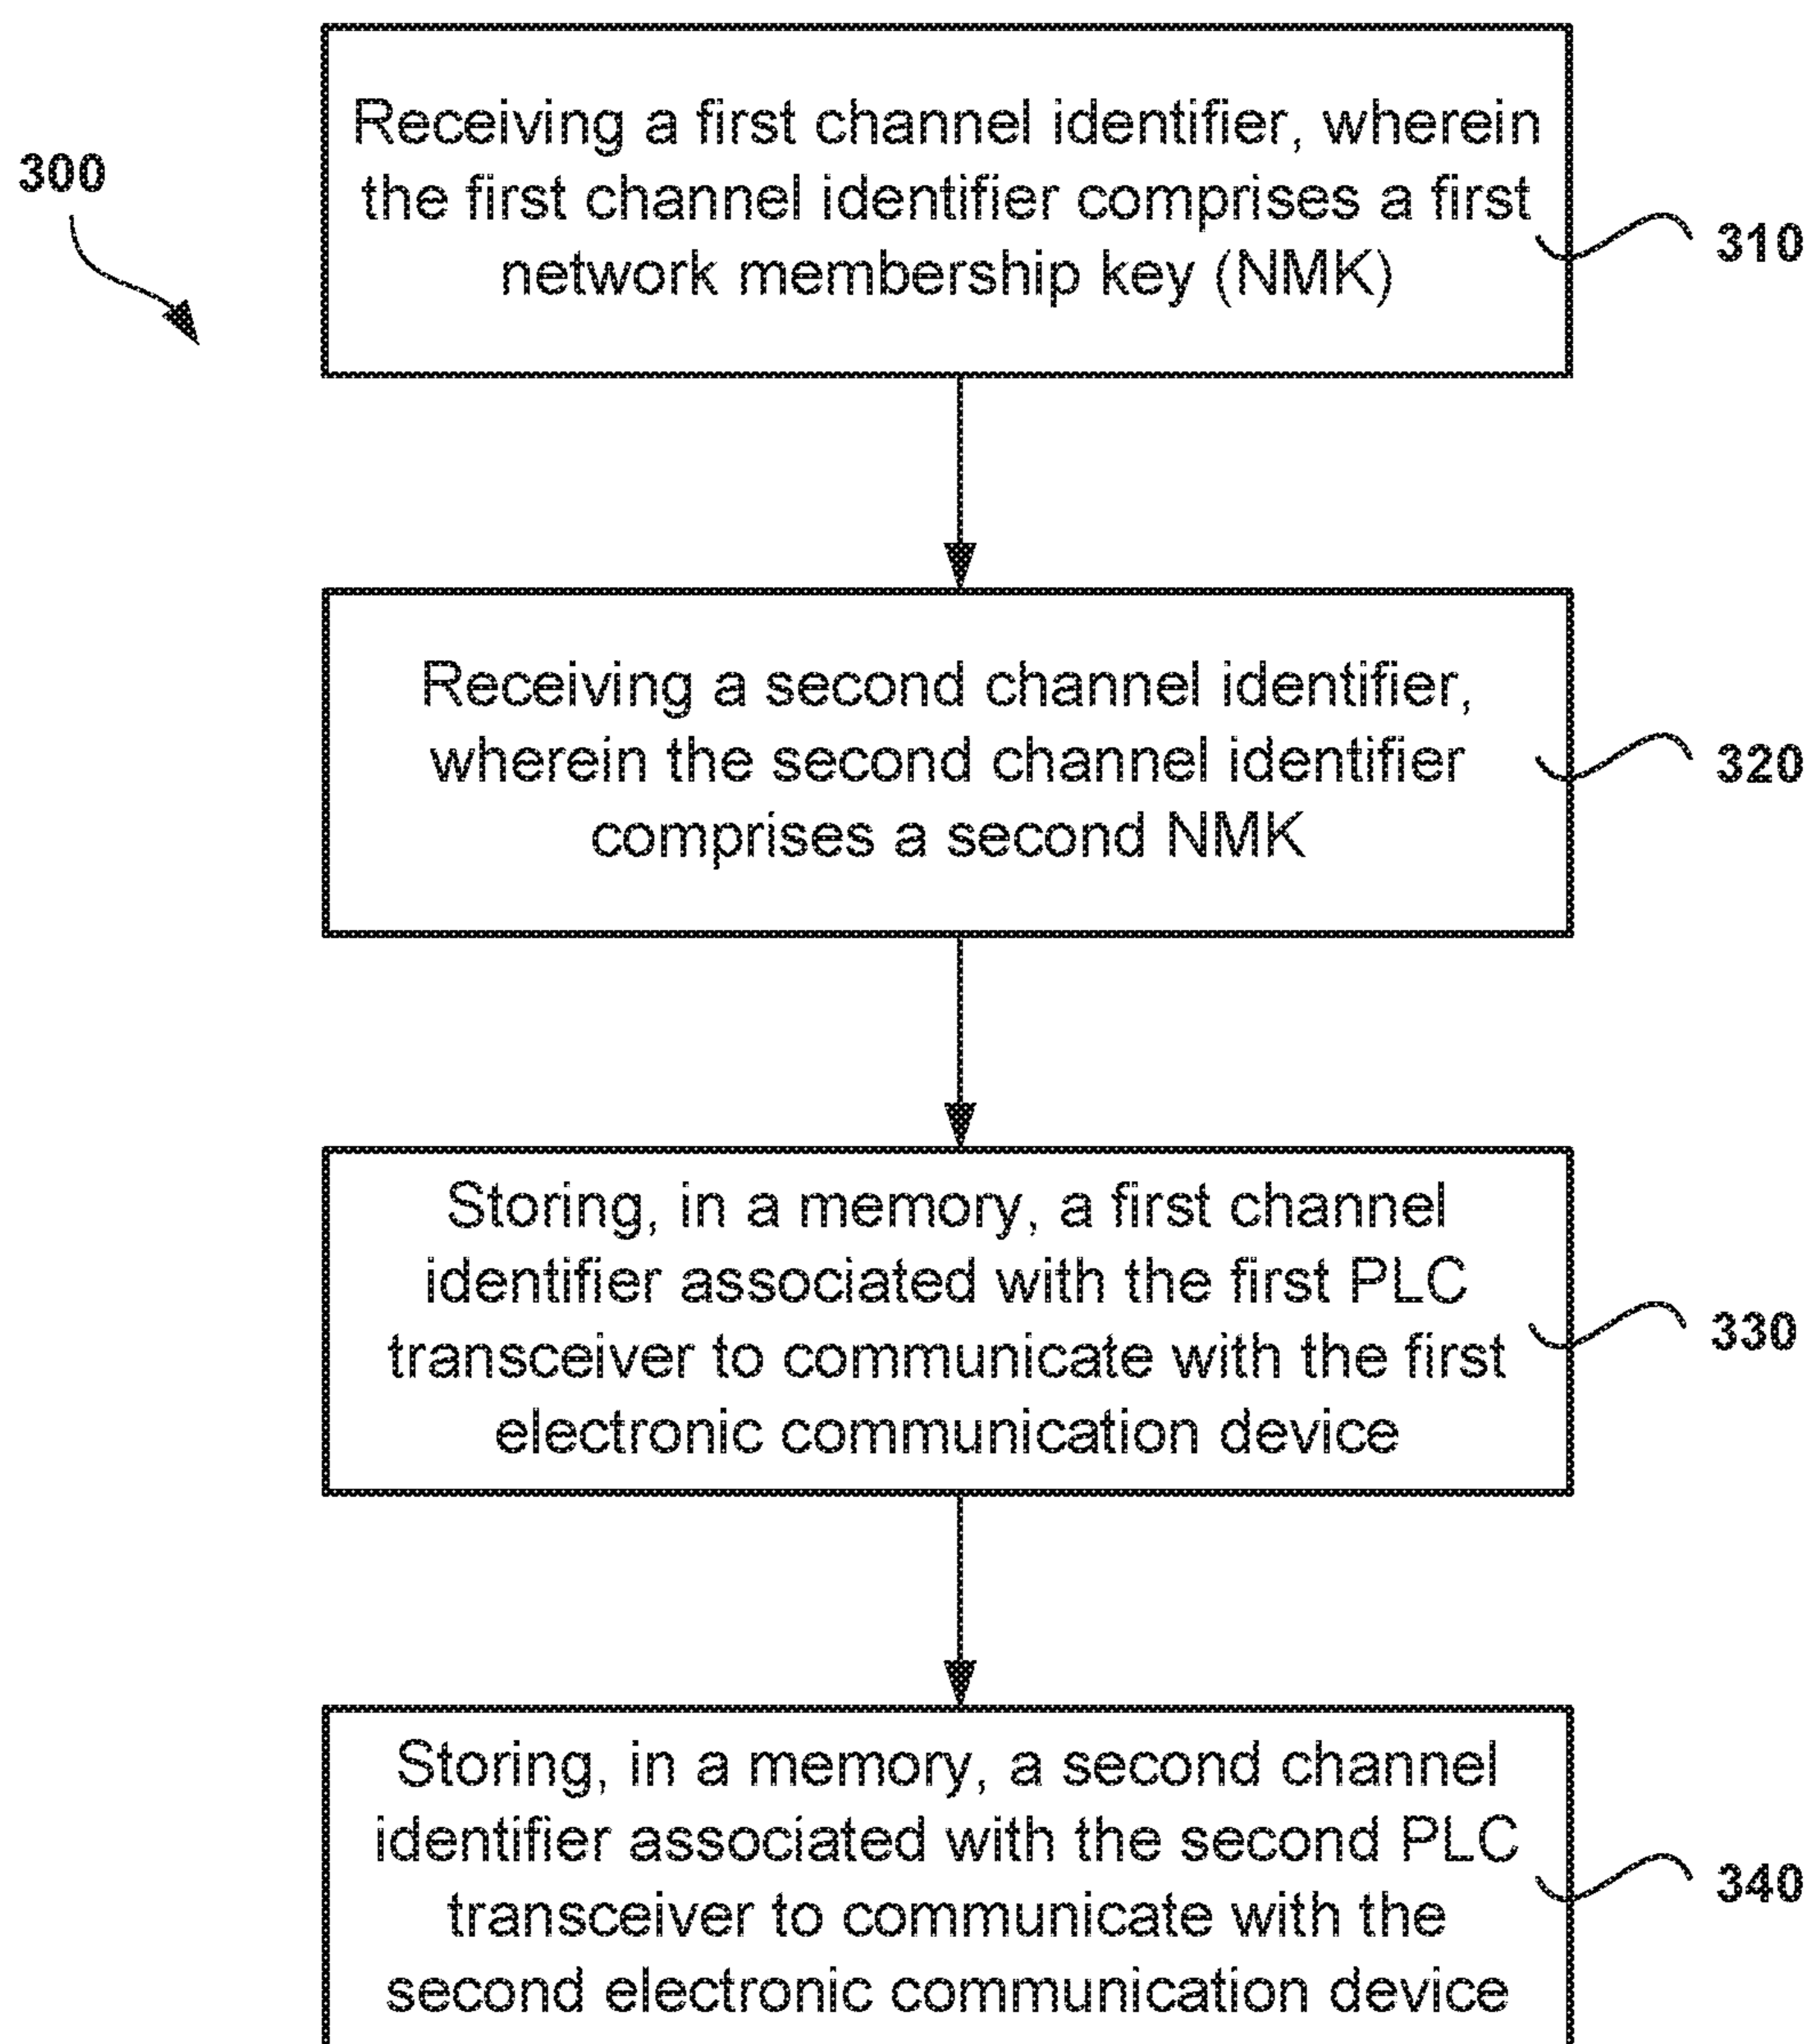 300
Receiving a first channel identifier, wherein
the first channel identifier comprises a first
network membership key (NMK)
310
Receiving a second channel identifier,
wherein the second channel identifier
comprises a second NMK
320
Storing, in a memory, a first channel
identifier associated with the first PLC
transceiver to communicate with the first
electronic communication device
330
Storing, in a memory, a second channel
identifier associated with the second PLC
transceiver to communicate with the
second electronic communication device
340